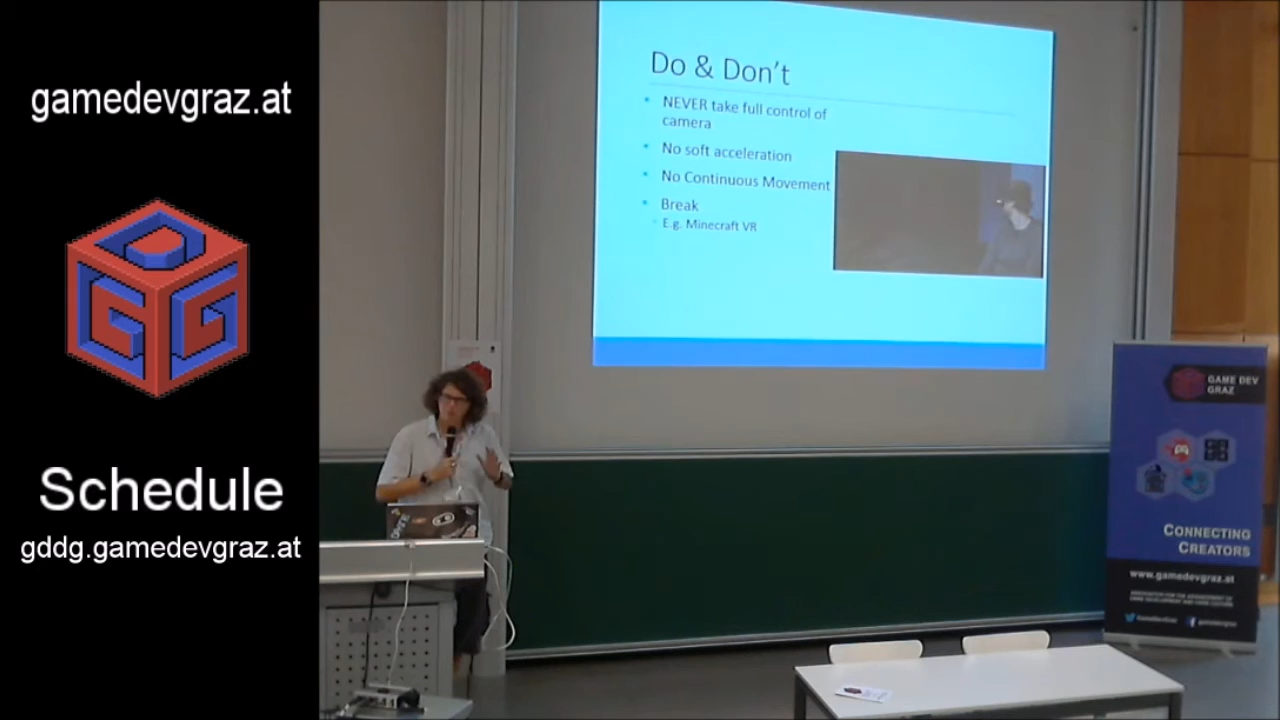 gamedevgraz.at
Schedule
gddg.gamedevgraz.at
Do & Don't
NEVER take full control of
camera
No soft acceleration
No Continuous Movement
Break
E.g. Minecraft VR
GAME DEV
GRAZ
CONNECTING
CREATORS
www.gamedevgraz.at